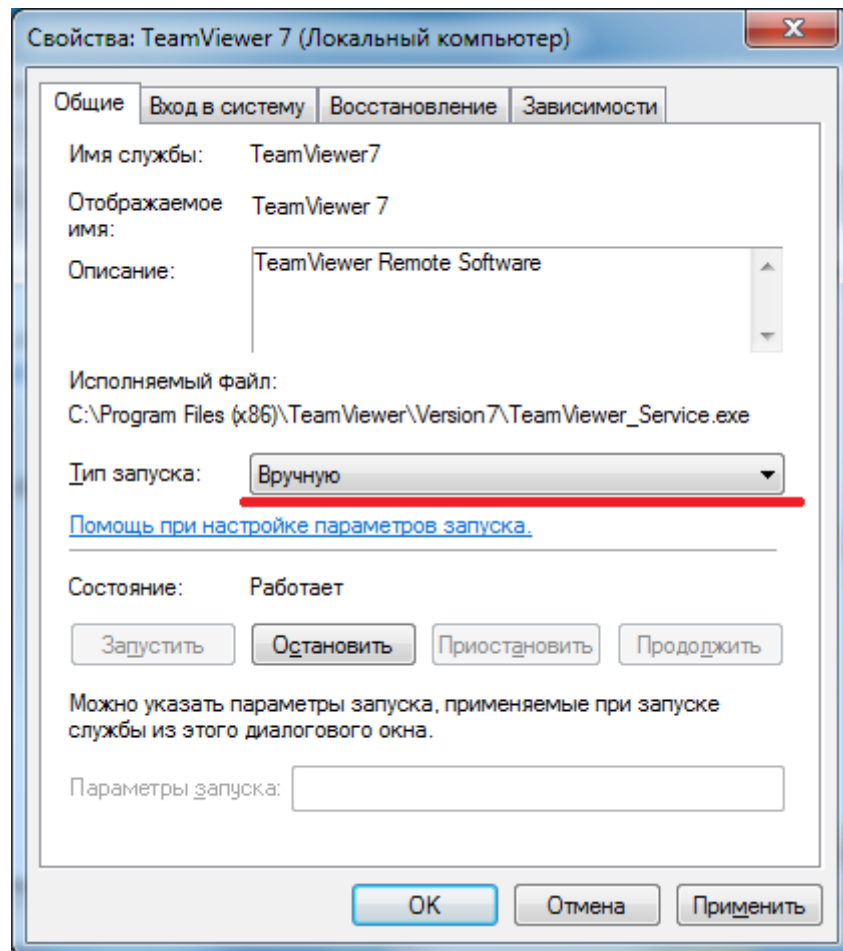 Свойства: TeamViewer 7 (Локальный компьютер)
Общие Вход в систему Восстановление Зависимости
Имя службы: TeamViewer7
Отображаемое имя: TeamViewer 7
Описание: TeamViewer Remote Software
Исполняемый файл:
C:\Program Files (x86)\TeamViewer\Version7\TeamViewer_Service.exe
Тип запуска: Вручную
Помощь при настройке параметров запуска.
Состояние: Работает
Запустить Остановить Приостановить Продолжить
Можно указать параметры запуска, применяемые при запуске
службы из этого диалогового окна.
Параметры запуска:
OK Отмена Применить